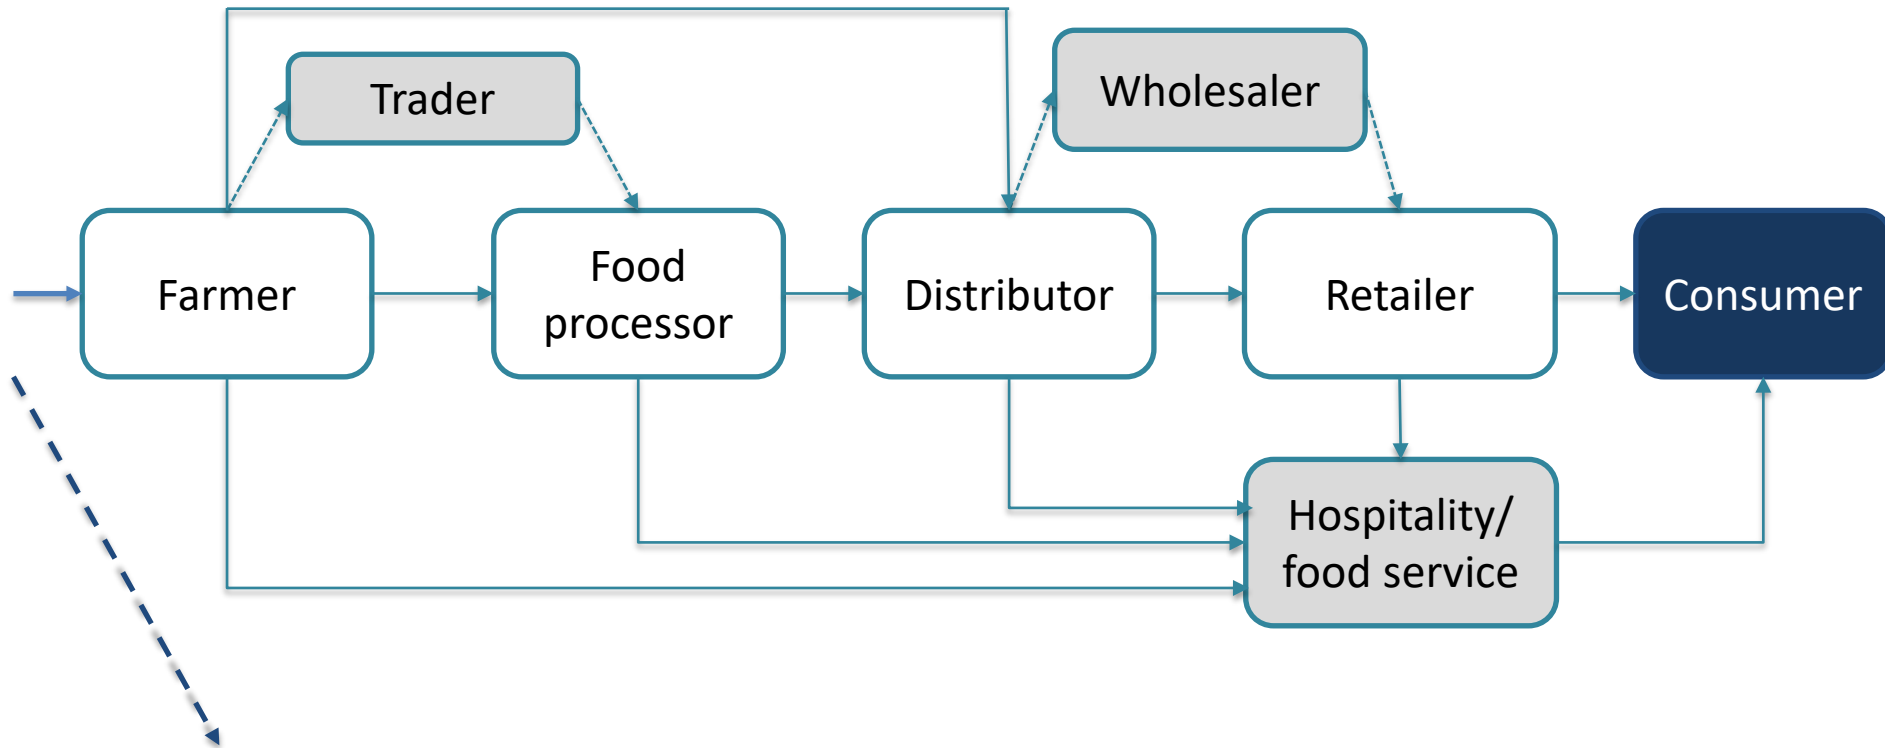 Trader
Wholesaler
Farmer
Food
processor
Distributor
Retailer
Consumer
Hospitality/
food service